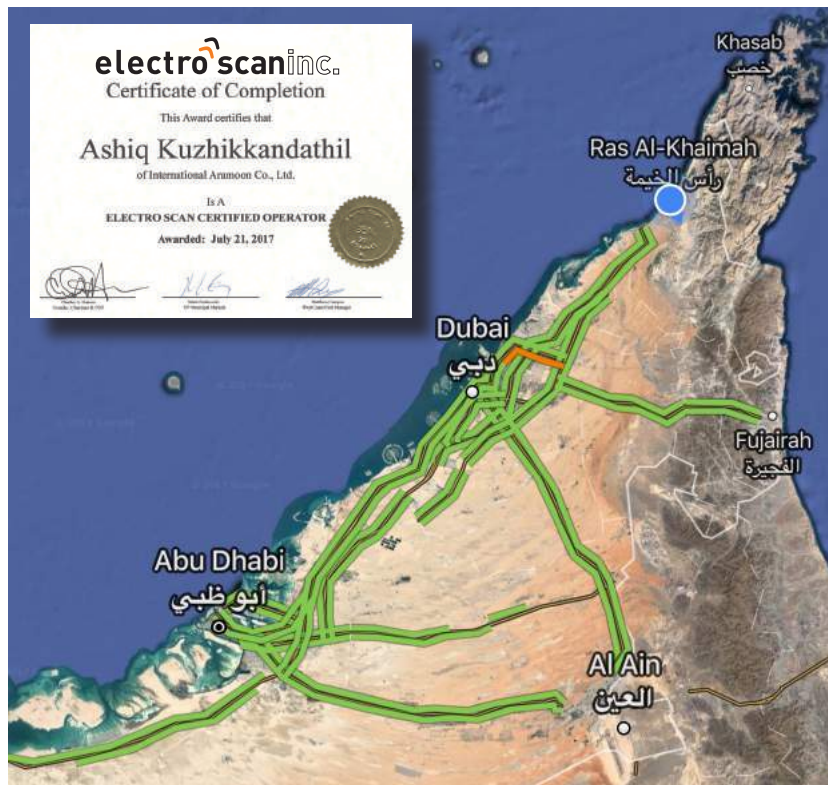 electro scan inc.
Certificate of Completion
This Award certifies that
Ashiq Kuzhikkandathil
of International Aramoon Co., Ltd.
Is A
ELECTRO SCAN CERTIFIED OPERATOR
Awarded: July 21, 2017
Khasab
خصب
Ras Al-Khaimah
رأس الخيمة
Dubai
دبي
Fujairah
الفجيرة
Abu Dhabi
أبو ظبي
Al Ain
العين